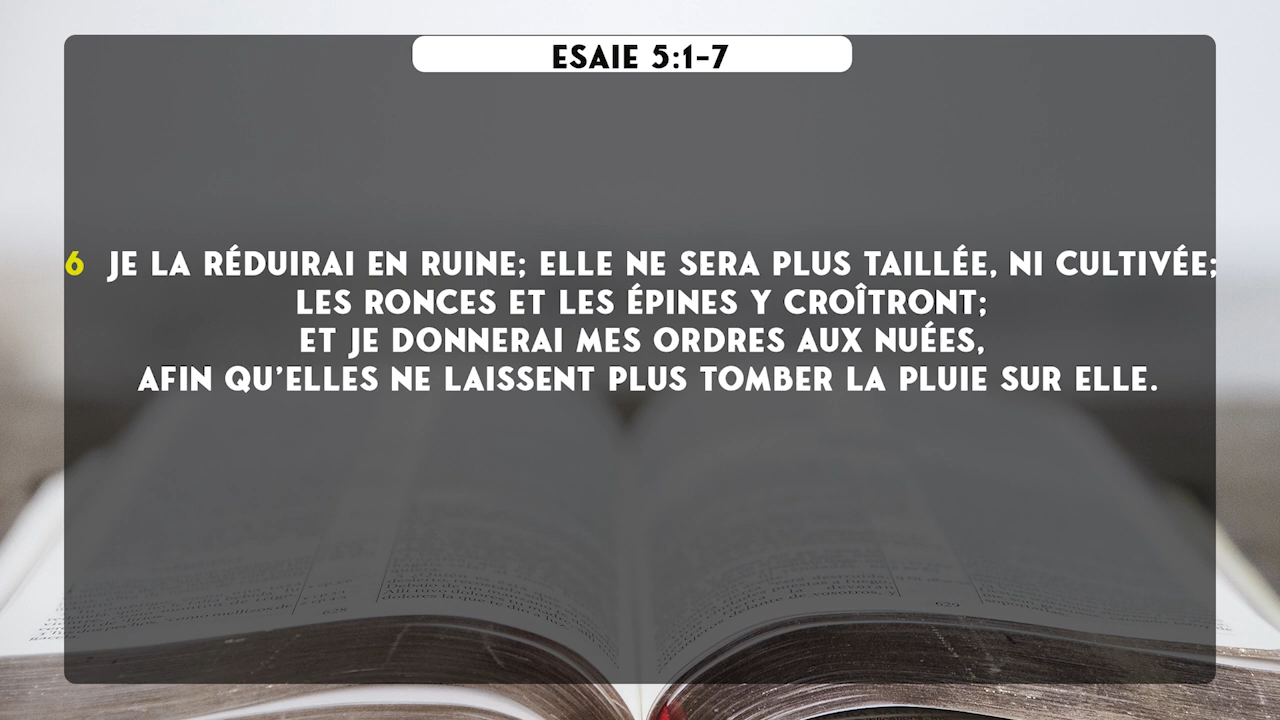 ESAIE 5:1-7
6 JE LA RÉDUIRAI EN RUINE; ELLE NE SERA PLUS TAILLÉE, NI CULTIVÉE;
LES RONCES ET LES ÉPINES Y CROÎTRONT;
ET JE DONNERAI MES ORDRES AUX NUÉES,
AFIN QU'ELLES NE LAISSENT PLUS TOMBER LA PLUIE SUR ELLE.
628
629